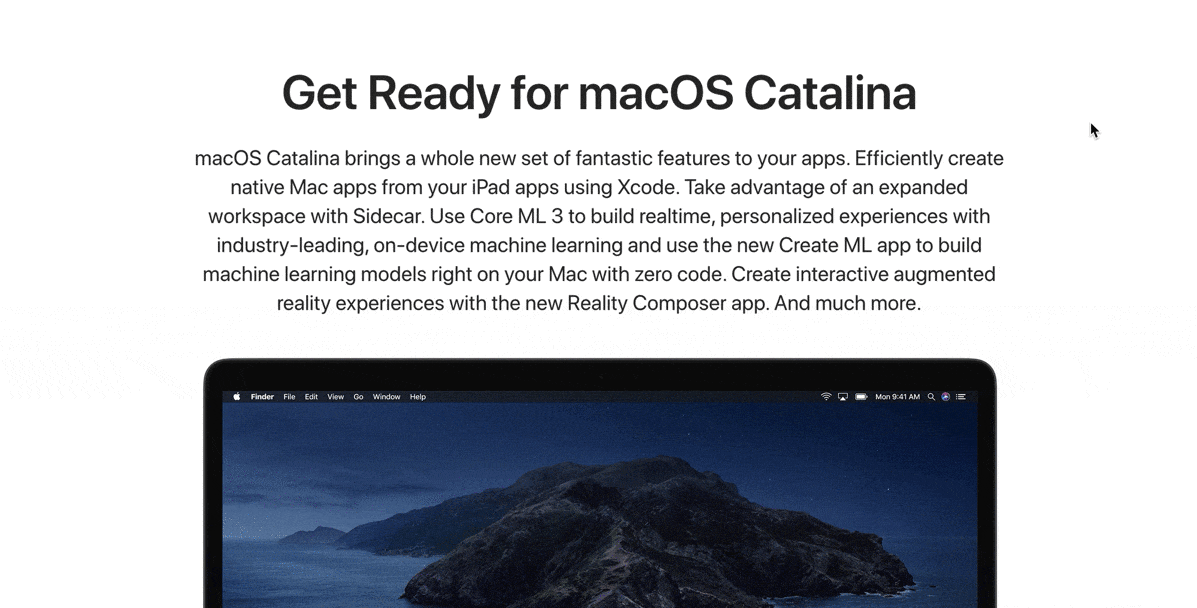 Get Ready for macOS Catalina
macOS Catalina brings a whole new set of fantastic features to your apps. Efficiently create
native Mac apps from your iPad apps using Xcode. Take advantage of an expanded
workspace with Sidecar. Use Core ML 3 to build realtime, personalized experiences with
industry-leading, on-device machine learning and use the new Create ML app to build
machine learning models right on your Mac with zero code. Create interactive augmented
reality experiences with the new Reality Composer app. And much more.
Finder File Edit View Go Window Help Mon 9:41 AM